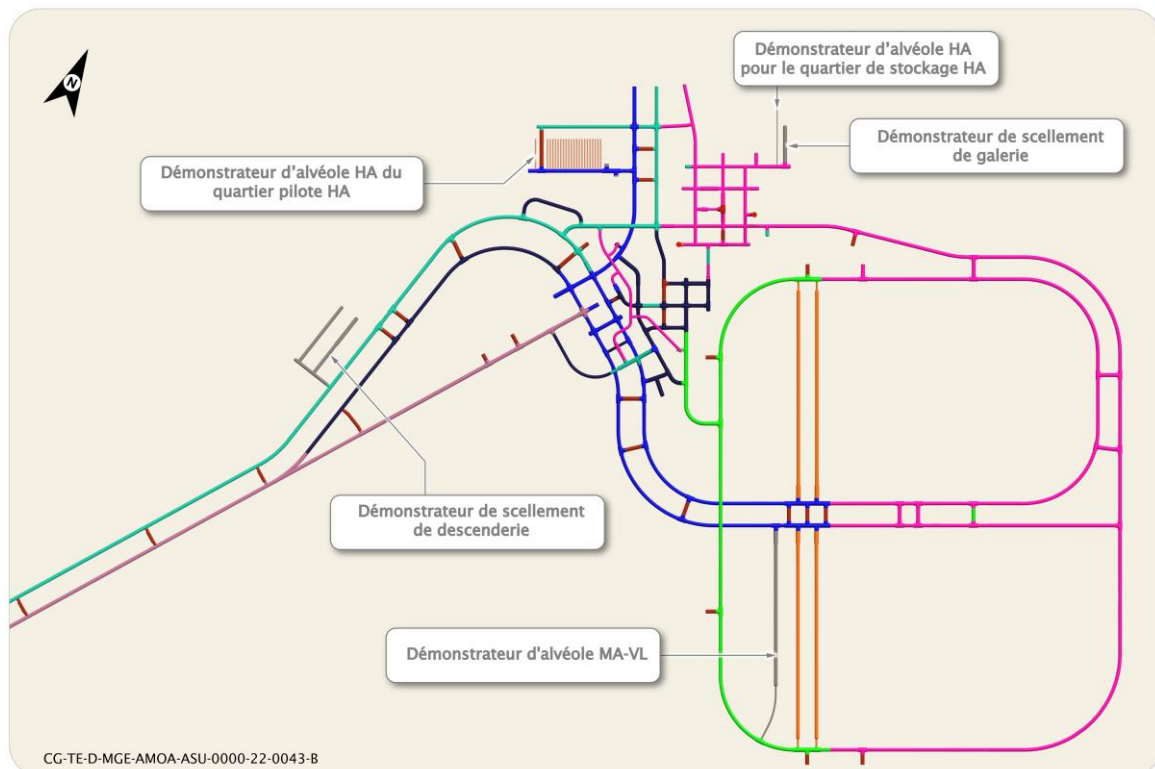 N
Démonstrateur d'alvéole HA
pour le quartier de stockage HA
Démonstrateur de scellement
de galerie
Démonstrateur d'alvéole HA du
quartier pilote HA
Démonstrateur de scellement
de descenderie
Démonstrateur d'alvéole MA-VL
CG-TE-D-MGE-AMOA-ASU-0000-22-0043-B